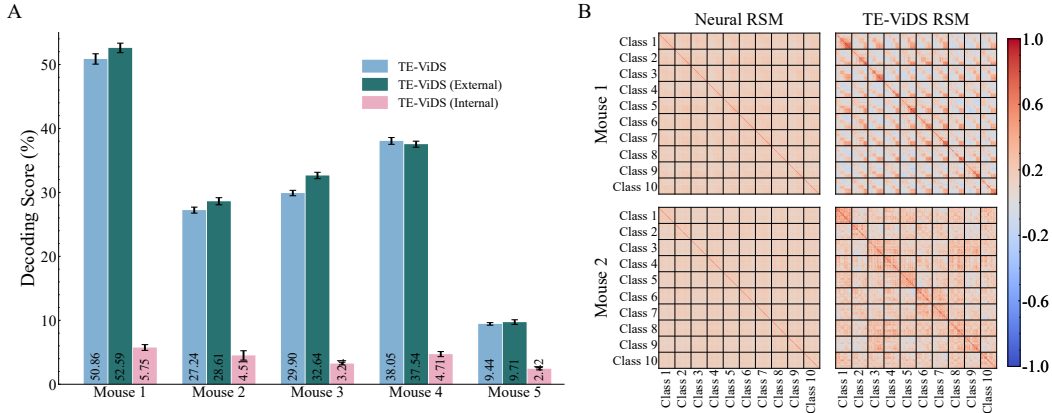 A
Decoding Score (%)
50
40
30
20
10
0
TE-ViDS
TE-ViDS (External)
TE-ViDS (Internal)
50.86
52.59
5.75
27.24
28.61
4.51
29.90
32.64
3.24
38.05
37.54
4.71
9.44
9.71
2.42
Mouse 1
Mouse 2
Mouse 3
Mouse 4
Mouse 5
B
Neural RSM
TE-ViDS RSM
Mouse 1
Class 1
Class 2
Class 3
Class 4
Class 5
Class 6
Class 7
Class 8
Class 9
Class 10
Mouse 2
Class 1
Class 2
Class 3
Class 4
Class 5
Class 6
Class 7
Class 8
Class 9
Class 10
Class 1
Class 2
Class 3
Class 4
Class 5
Class 6
Class 7
Class 8
Class 9
Class 10
Class 1
Class 2
Class 3
Class 4
Class 5
Class 6
Class 7
Class 8
Class 9
Class 10
1.0
0.6
0.2
-0.2
-0.6
-1.0